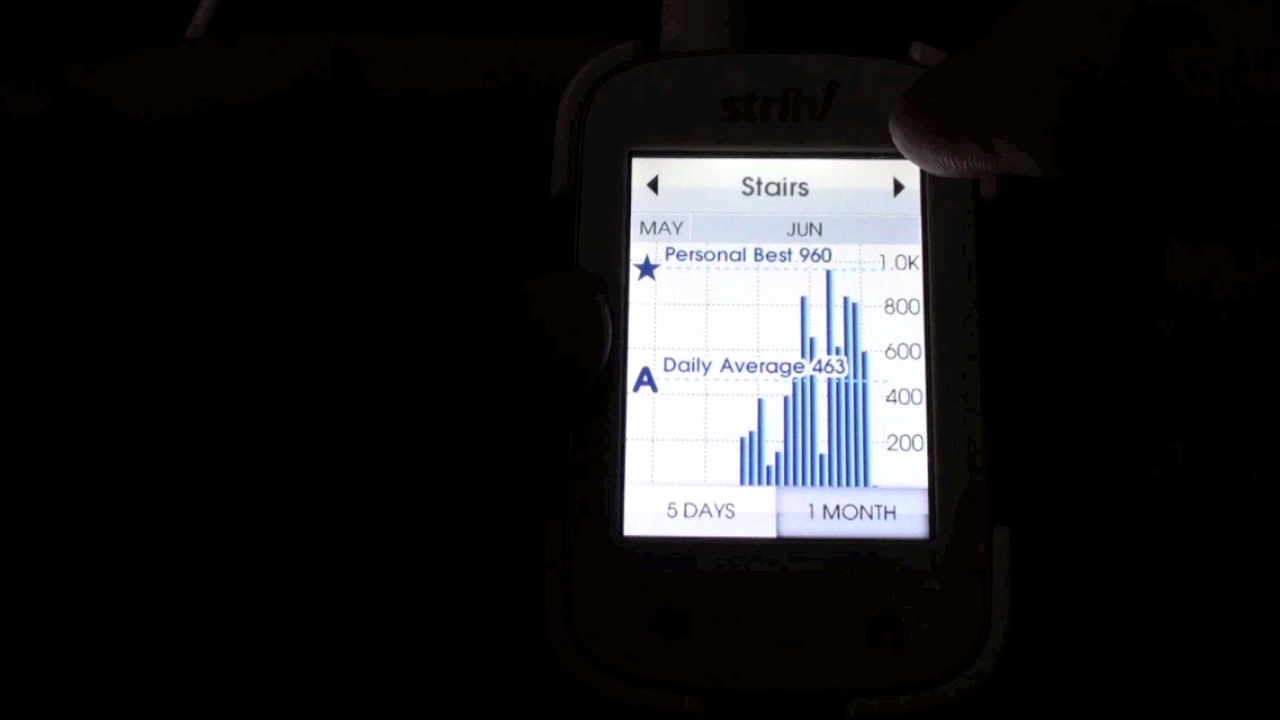 striiv
Stairs
MAY JUN
Personal Best 960
1.0K
800
600
Daily Average 463
A
400
200
5 DAYS 1 MONTH